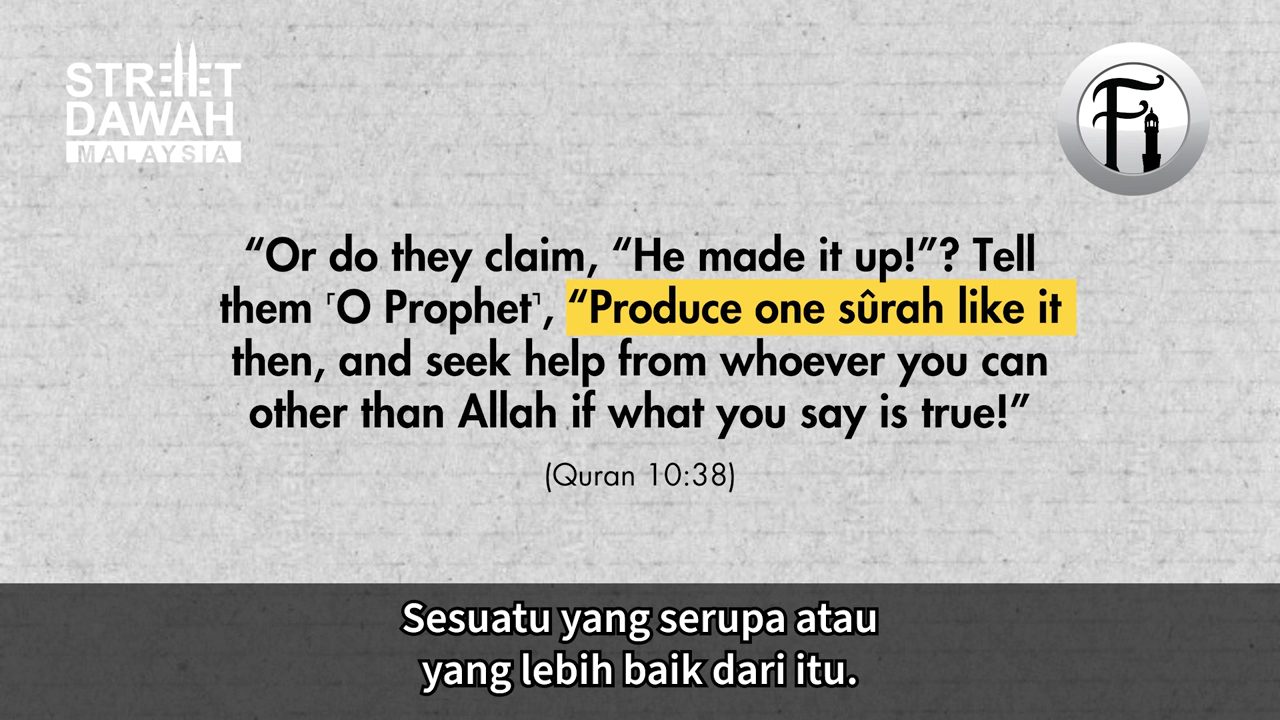 STREET
DAWAH
MALAYSIA
Fi
“Or do they claim, “He made it up!”? Tell
them ˹O Prophet˺, “Produce one sûrah like it
then, and seek help from whoever you can
other than Allah if what you say is true!”
(Quran 10:38)
Sesuatu yang serupa atau
yang lebih baik dari itu.